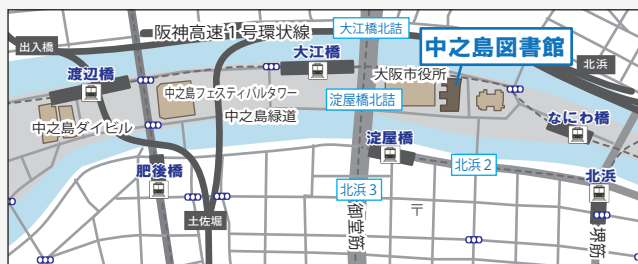 阪神高速1号環状線
大江橋北詰
出入橋
大江橋
中之島図書館
北浜
渡辺橋
大阪市役所
中之島フェスティバルタワー
淀屋橋北詰
中之島緑道
なにわ橋
中之島ダイビル
淀屋橋
肥後橋
北浜2
北浜
北浜3
土佐堀
〒
御堂筋
堺筋